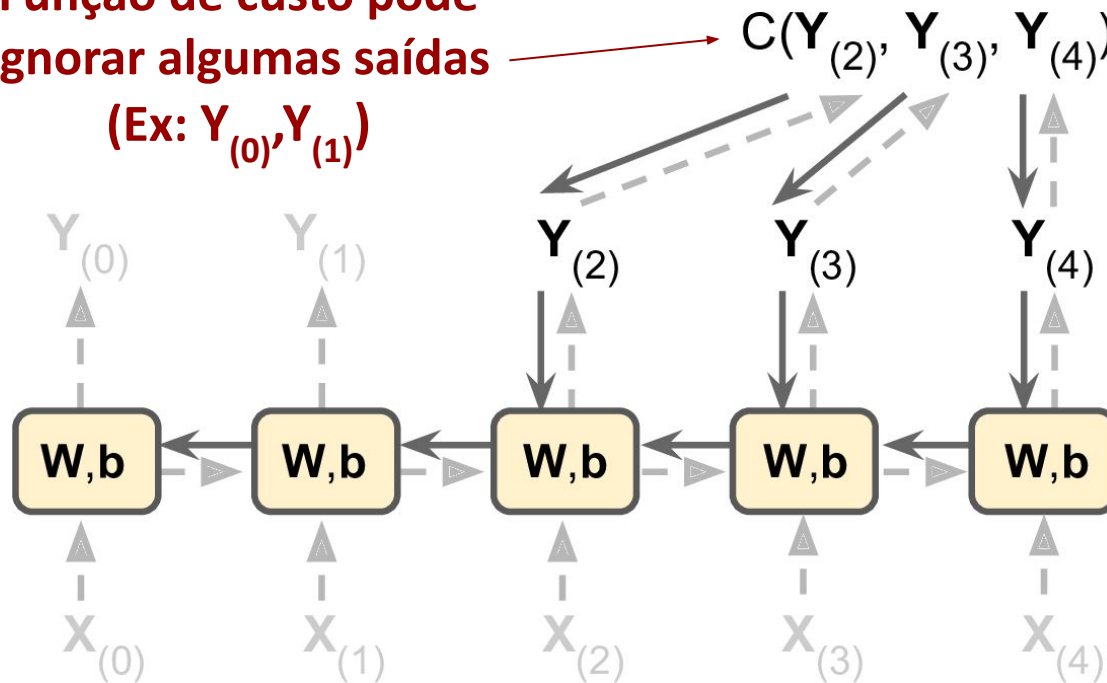 Função de custo pode
gnorar algumas saídas
(Ex: Y(0),Y(1))
C(Y(2), Y(3), Y(4))
Y(0) Y(1) Y(2) Y(3) Y(4)
W,b W,b W,b W,b W,b
X(0) X(1) X(2) X(3) X(4)